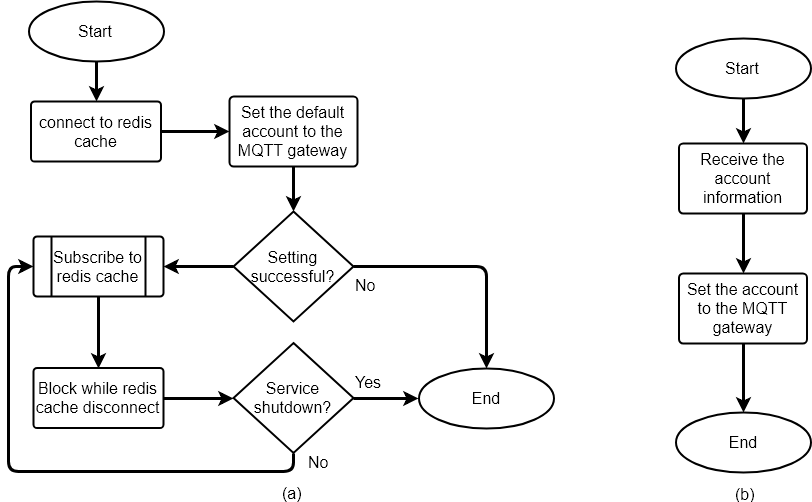 Start
connect to redis
cache
Set the default
account to the
MQTT gateway
Setting
successful?
No
Subscribe to
redis cache
Block while redis
cache disconnect
Service
shutdown?
Yes
No
End
(a)
Start
Receive the
account
information
Set the account
to the MQTT
gateway
End
(b)